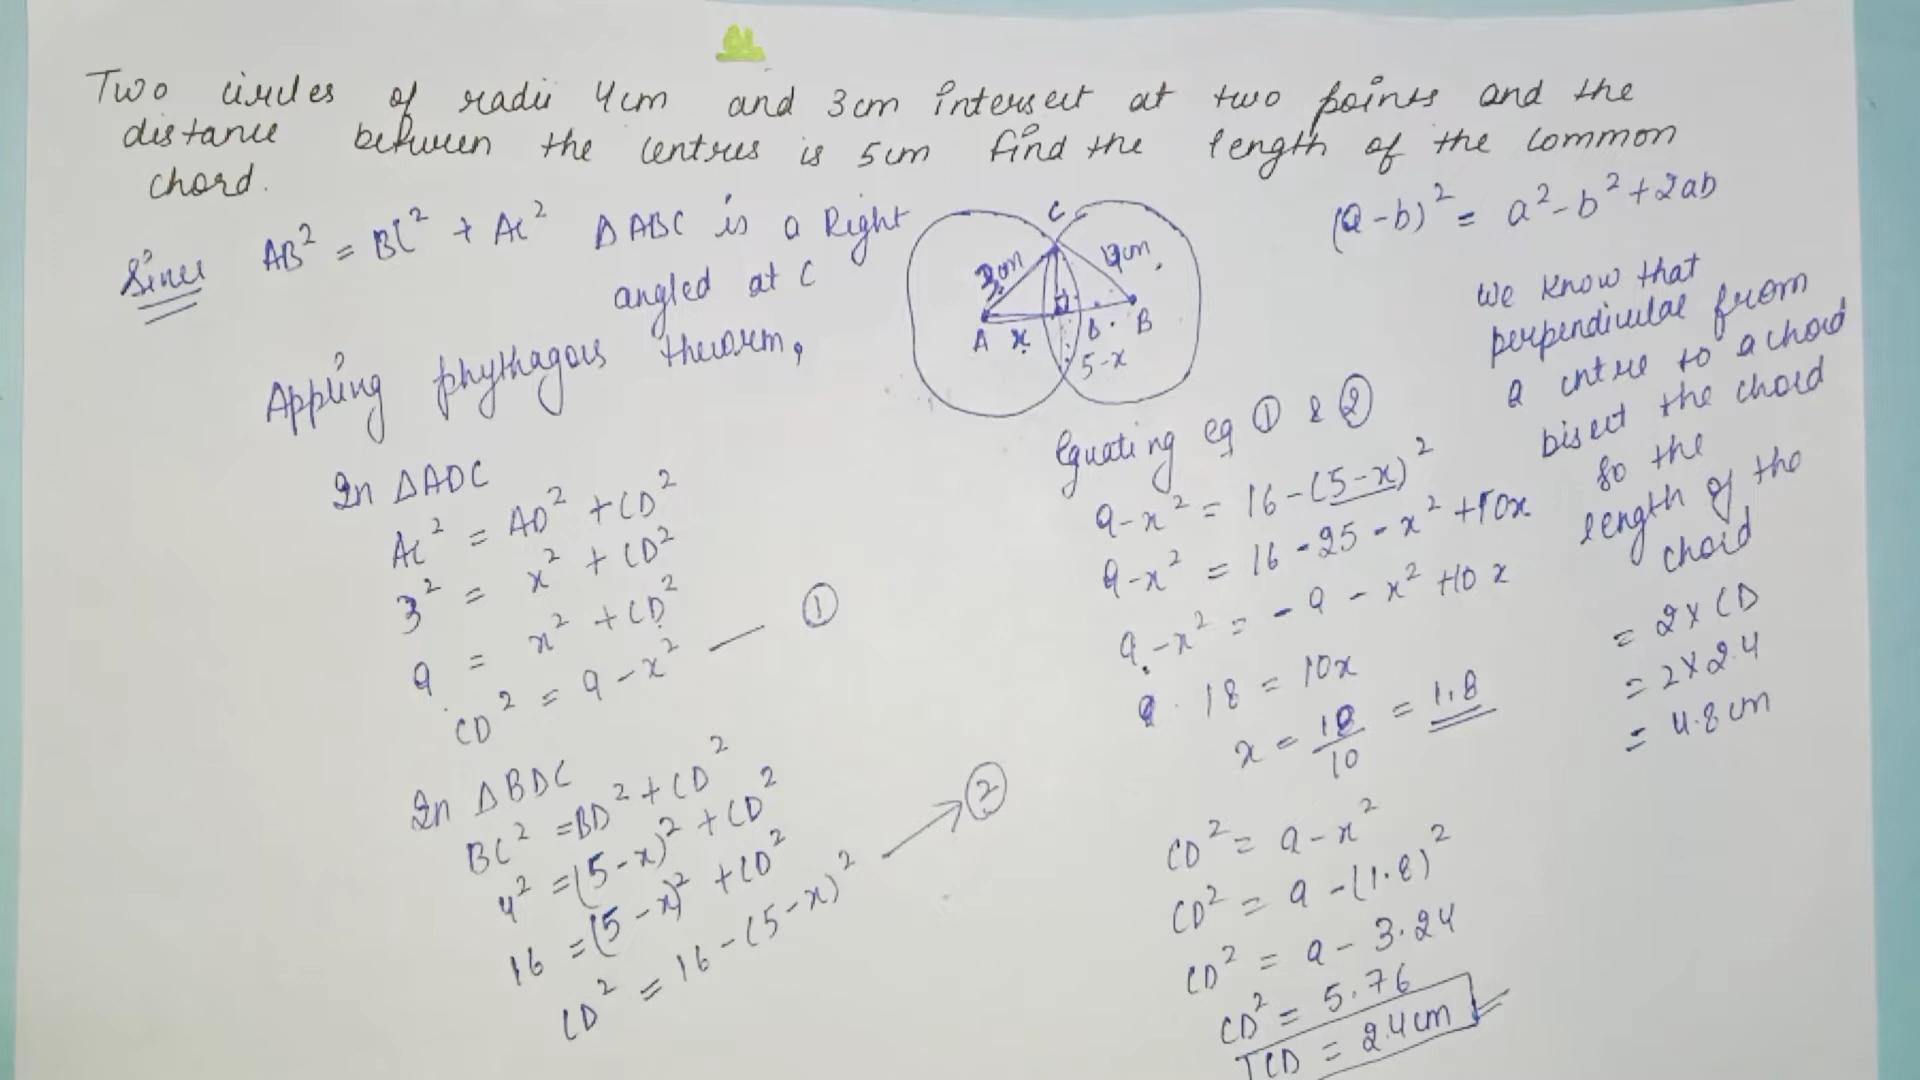 Two circles of radii 4cm and 3cm intersect at two points and the
distance between the centres is 5cm find the length of the common
chord.
Since AB² = BC² + AC² Δ ABC is a Right
angled at C
Appling phythagous theorm,
In ΔADC
AC² = AD² + CD²
3² = x² + CD²
9 = x² + CD²
CD² = 9 - x² — ①
In ΔBDC
BC² = BD² + CD²
4² = (5-x)² + CD²
16 = (5-x)² + CD²
CD² = 16 - (5-x)² → ②
C
3cm
4cm
A x D B
5-x
Equating eq ① & ②
9-x² = 16-(5-x)²
9-x² = 16-25-x²+10x
9-x² = -9-x²+10x
18 = 10x
x = 18/10 = 1.8
CD² = 9-x²
CD² = 9-(1.8)²
CD² = 9-3.24
CD² = 5.76
CD = 2.4cm
(a-b)² = a²-b²+2ab
We know that
perpendiculae from
a cntre to a chord
bisect the chord
so the
length of the
chord
= 2 x CD
= 2 x 2.4
= 4.8cm